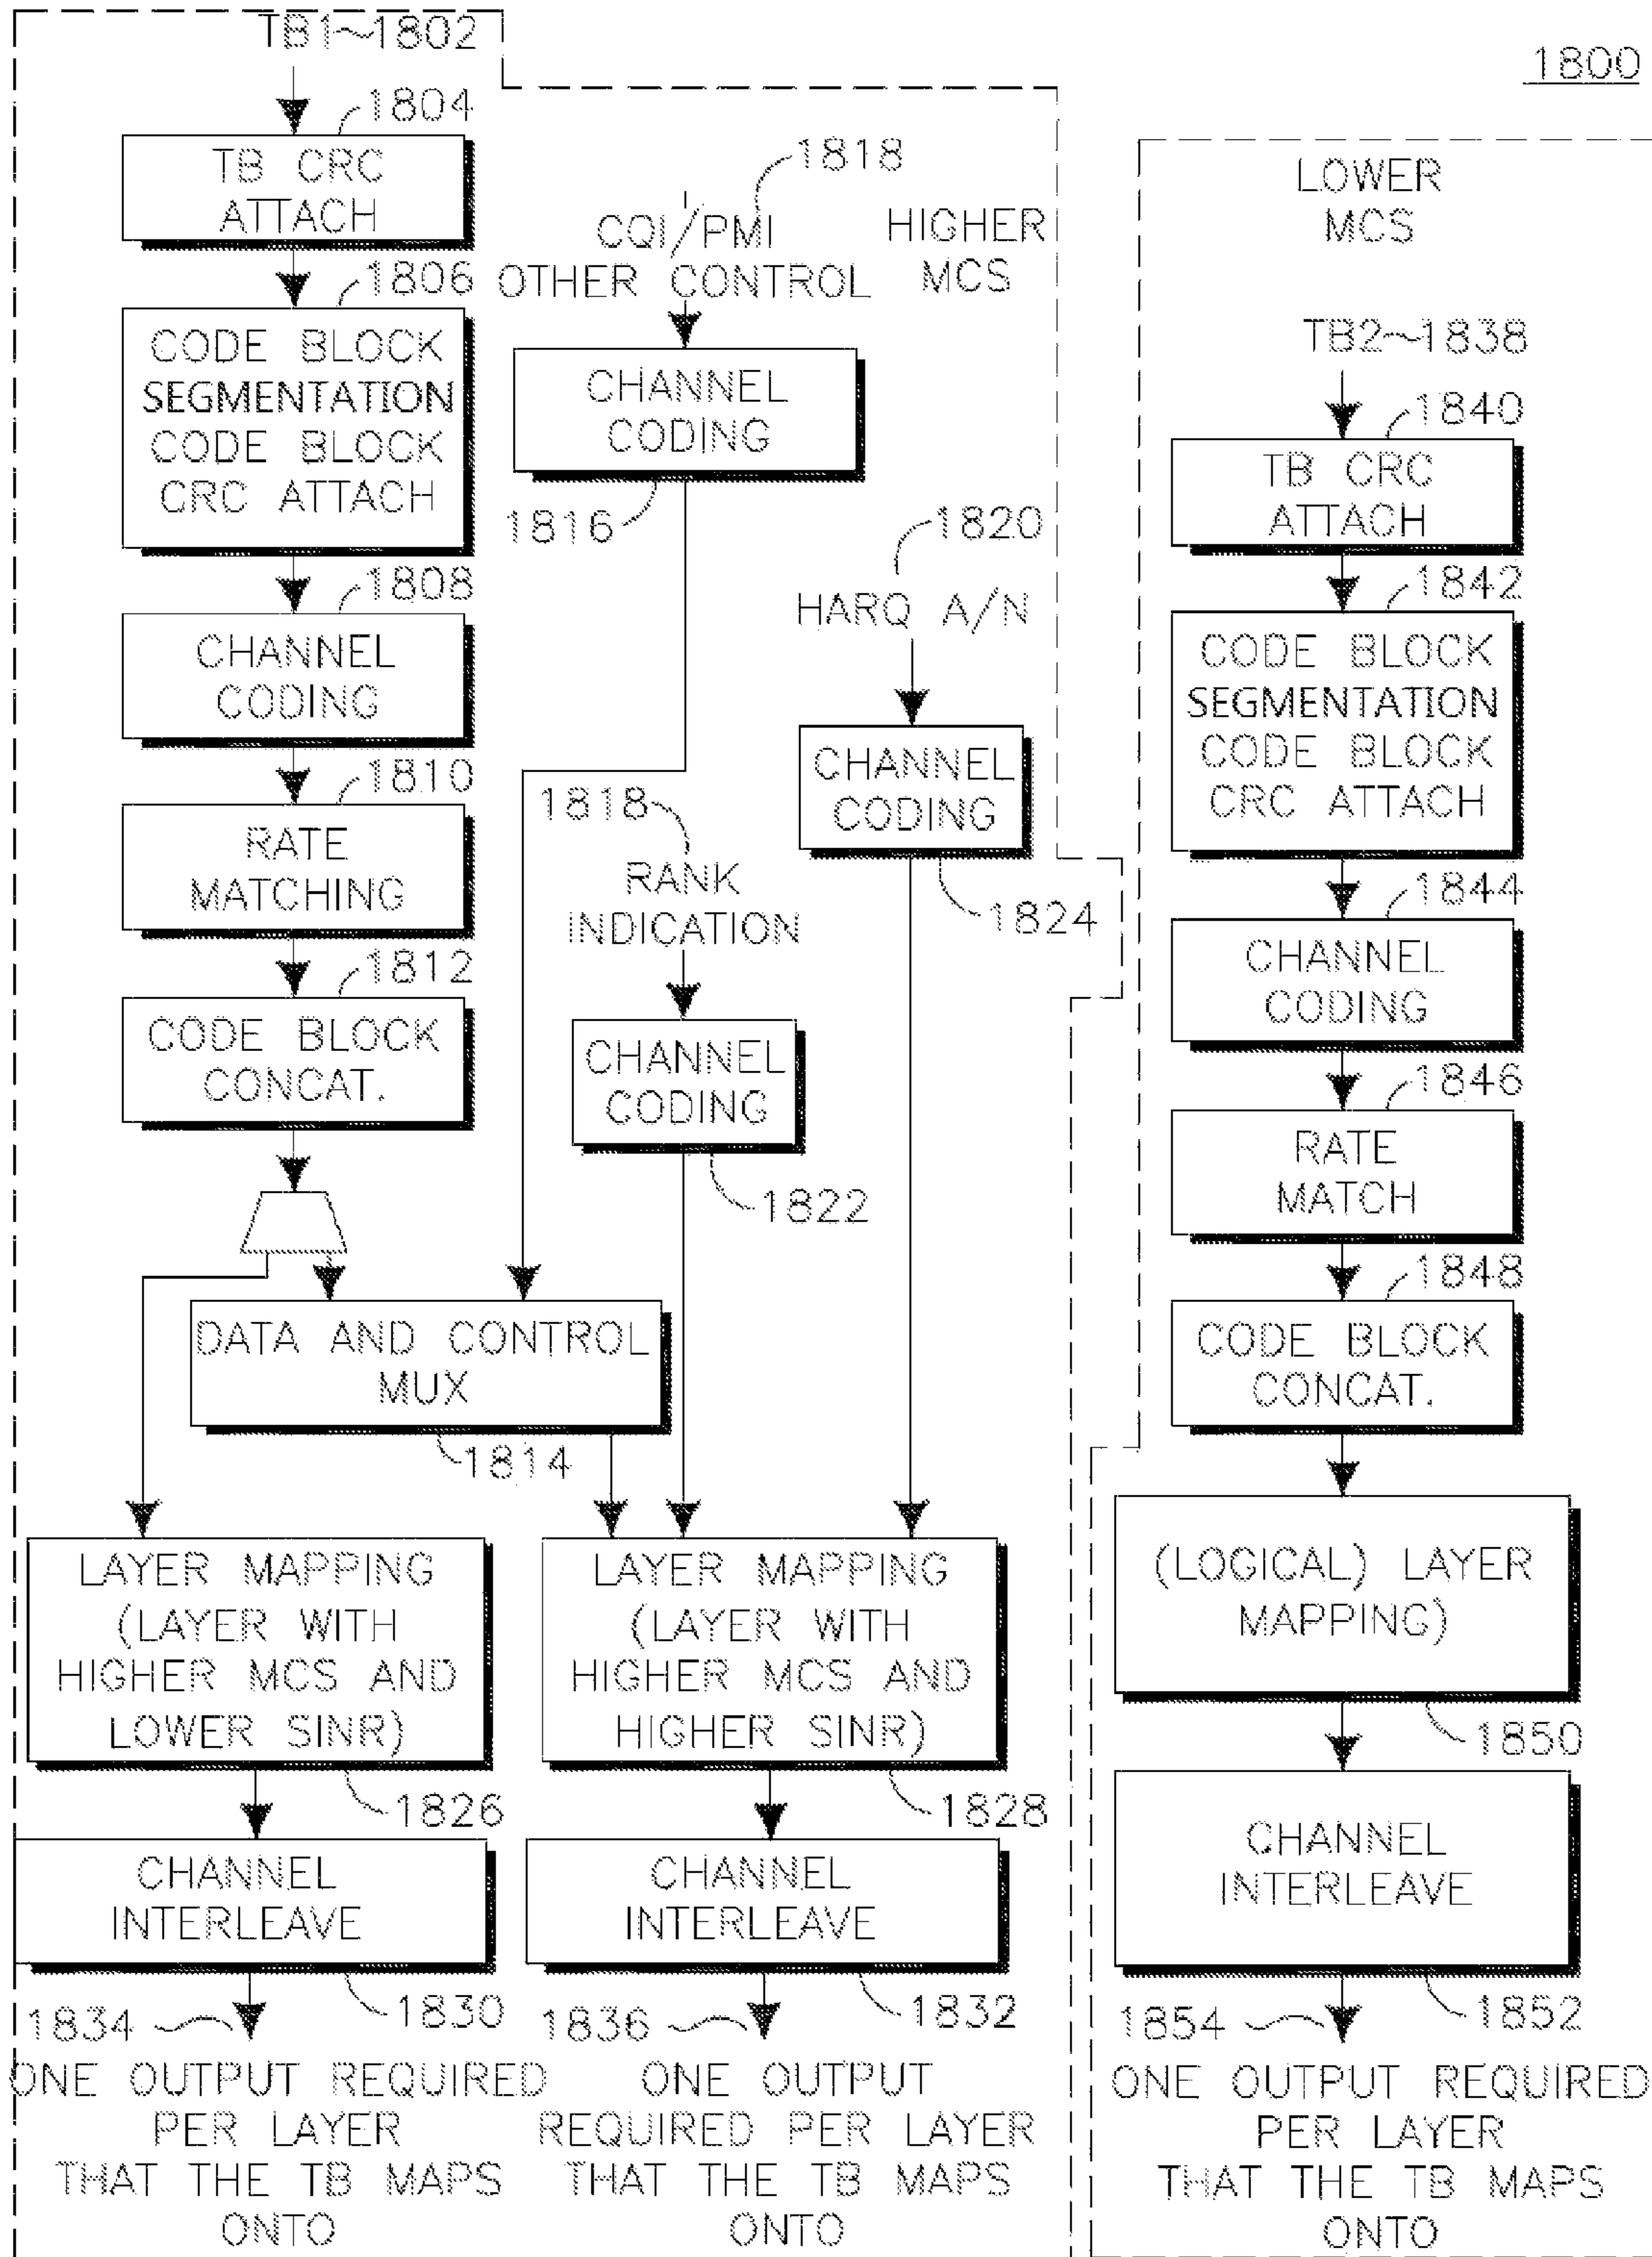 1800
TB1~1802
1804
TB CRC
ATTACH
1806
CODE BLOCK
SEGMENTATION
CODE BLOCK
CRC ATTACH
1808
CHANNEL
CODING
1810
RATE
MATCHING
1812
CODE BLOCK
CONCAT.
1818
CQI/PMI
OTHER CONTROL
HIGHER
MCS
CHANNEL
CODING
1816
1820
HARQ A/N
CHANNEL
CODING
1824
1818
RANK
INDICATION
CHANNEL
CODING
1822
DATA AND CONTROL
MUX
1814
LAYER MAPPING
(LAYER WITH
HIGHER MCS AND
LOWER SINR)
1826
CHANNEL
INTERLEAVE
1830
1834
ONE OUTPUT REQUIRED
PER LAYER
THAT THE TB MAPS
ONTO
LAYER MAPPING
(LAYER WITH
HIGHER MCS AND
HIGHER SINR)
1828
CHANNEL
INTERLEAVE
1832
1836
ONE OUTPUT
REQUIRED PER LAYER
THAT THE TB MAPS
ONTO
LOWER
MCS
TB2~1838
1840
TB CRC
ATTACH
1842
CODE BLOCK
SEGMENTATION
CODE BLOCK
CRC ATTACH
1844
CHANNEL
CODING
1846
RATE
MATCH
1848
CODE BLOCK
CONCAT.
(LOGICAL) LAYER
MAPPING)
1850
CHANNEL
INTERLEAVE
1852
1854
ONE OUTPUT REQUIRED
PER LAYER
THAT THE TB MAPS
ONTO